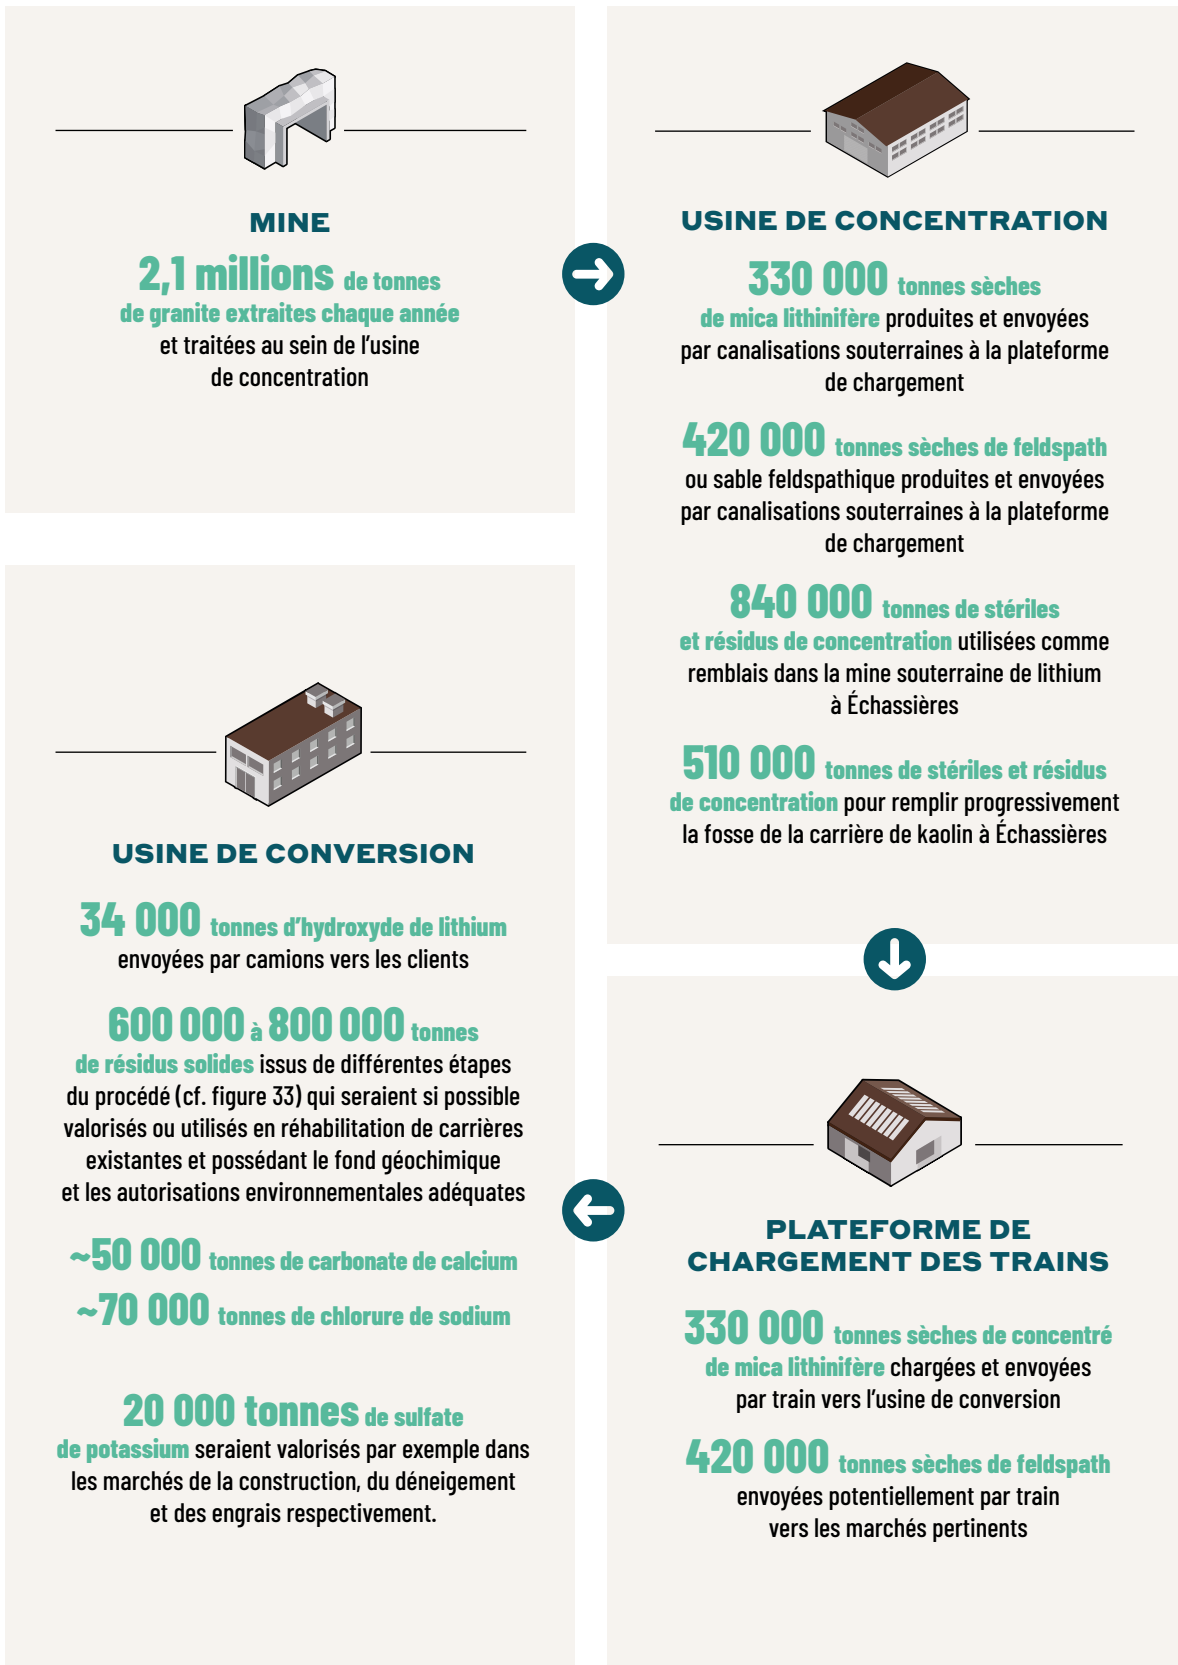 MINE
2,1 millions de tonnes
de granite extraites chaque année
et traitées au sein de l’usine
de concentration
USINE DE CONCENTRATION
330 000 tonnes sèches
de mica lithinifère produites et envoyées
par canalisations souterraines à la plateforme
de chargement
420 000 tonnes sèches de feldspath
ou sable feldspathique produites et envoyées
par canalisations souterraines à la plateforme
de chargement
840 000 tonnes de stériles
et résidus de concentration utilisées comme
remblais dans la mine souterraine de lithium
à Échassières
510 000 tonnes de stériles et résidus
de concentration pour remplir progressivement
la fosse de la carrière de kaolin à Échassières
PLATEFORME DE
CHARGEMENT DES TRAINS
330 000 tonnes sèches de concentré
de mica lithinifère chargées et envoyées
par train vers l’usine de conversion
420 000 tonnes sèches de feldspath
envoyées potentiellement par train
vers les marchés pertinents
USINE DE CONVERSION
34 000 tonnes d’hydroxyde de lithium
envoyées par camions vers les clients
600 000 à 800 000 tonnes
de résidus solides issus de différentes étapes
du procédé (cf. figure 33) qui seraient si possible
valorisés ou utilisés en réhabilitation de carrières
existantes et possédant le fond géochimique
et les autorisations environnementales adéquates
~50 000 tonnes de carbonate de calcium
~70 000 tonnes de chlorure de sodium
20 000 tonnes de sulfate
de potassium seraient valorisés par exemple dans
les marchés de la construction, du déneigement
et des engrais respectivement.